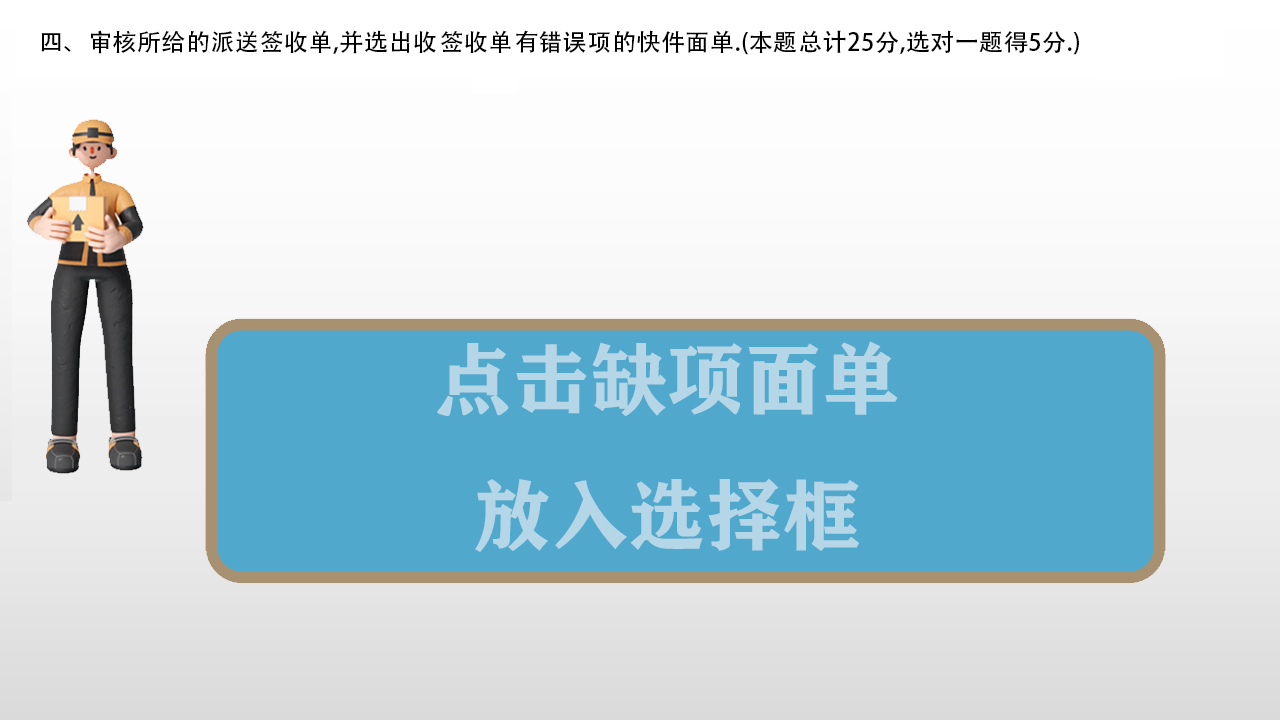 四、审核所给的派送签收单,并选出收签收单有错误项的快件面单.(本题总计25分,选对一题得5分.)
点击缺项面单
放入选择框